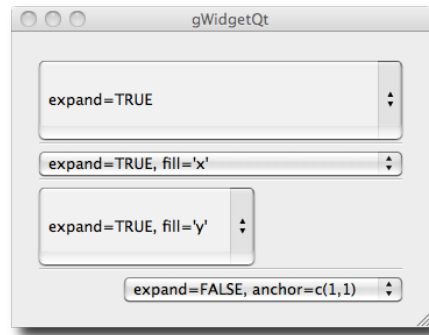 gWidgetQt
expand=TRUE
expand=TRUE, fill='x'
expand=TRUE, fill='y'
expand=FALSE, anchor=c(1,1)